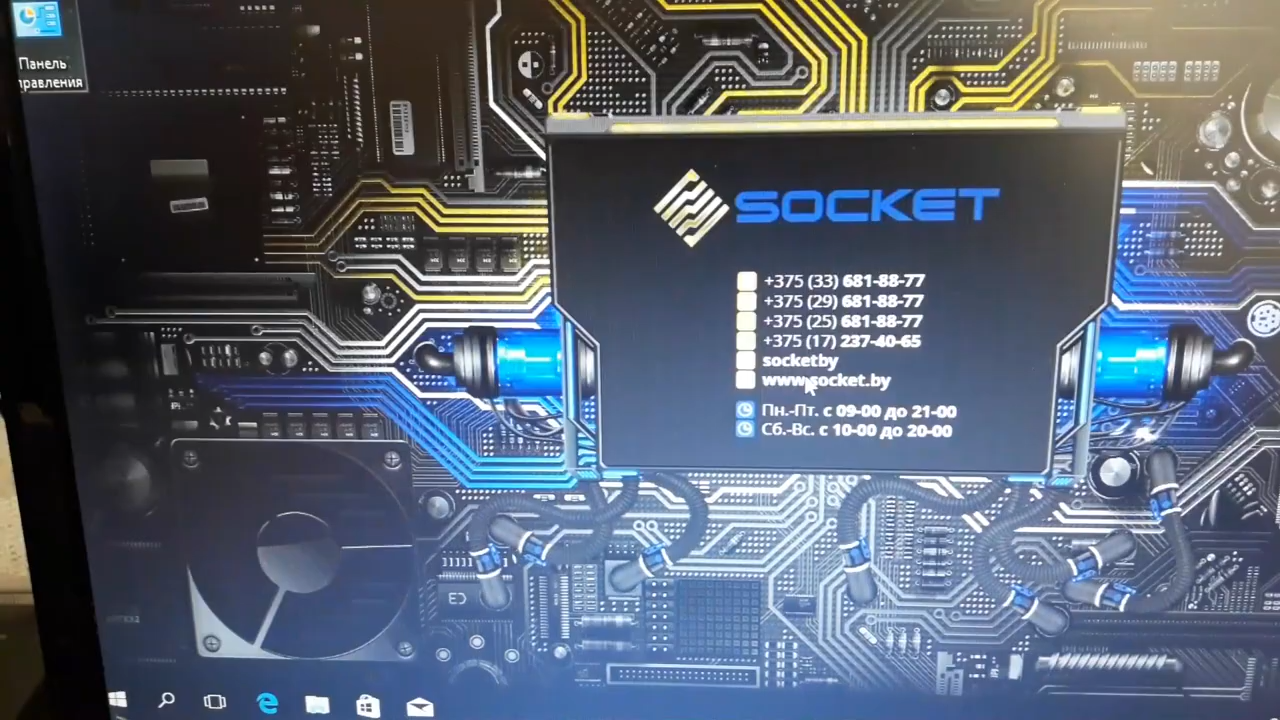 Панель
правления
SOCKET
+375 (33) 681-88-77
+375 (29) 681-88-77
+375 (25) 681-88-77
+375 (17) 237-40-65
socketby
www.socket.by
Пн.-Пт. с 09-00 до 21-00
Сб.-Вс. с 10-00 до 20-00